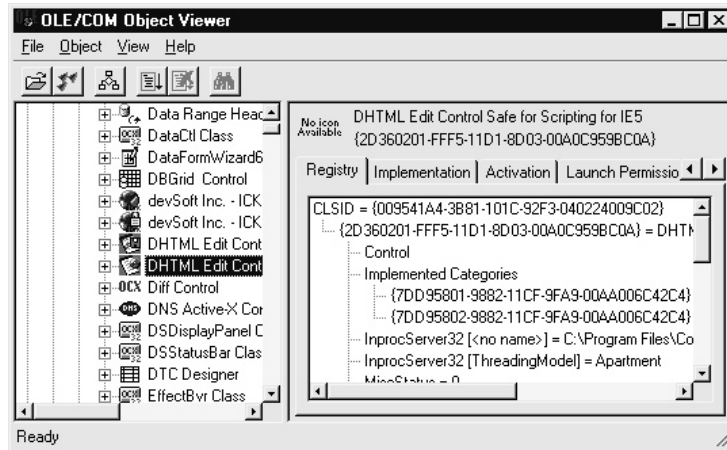 OLE/COM Object Viewer
File Object View Help
Data Range Head
DataCtl Class
DataFormWizard6
DBGrid Control
devSoft Inc. - ICK
devSoft Inc. - ICK
DHTML Edit Cont
DHTML Edit Cont
OCX Diff Control
DNS Active-X Cor
DSDisplayPanel C
DSStatusBar Clas
DTC Designer
EffectBvr Class
No icon Available
DHTML Edit Control Safe for Scripting for IE5
{2D360201-FFF5-11D1-8D03-00A0C959BC0A}
Registry Implementation Activation Launch Permissio
CLSID = {009541A4-3B81-101C-92F3-040224009C02}
{2D360201-FFF5-11D1-8D03-00A0C959BC0A} = DHTM
Control
Implemented Categories
{7DD95801-9882-11CF-9FA9-00AA006C42C4}
{7DD95802-9882-11CF-9FA9-00AA006C42C4}
InprocServer32 [<no name>] = C:\Program Files\Co
InprocServer32 [ThreadingModel] = Apartment
MiscStatus = 0
Ready